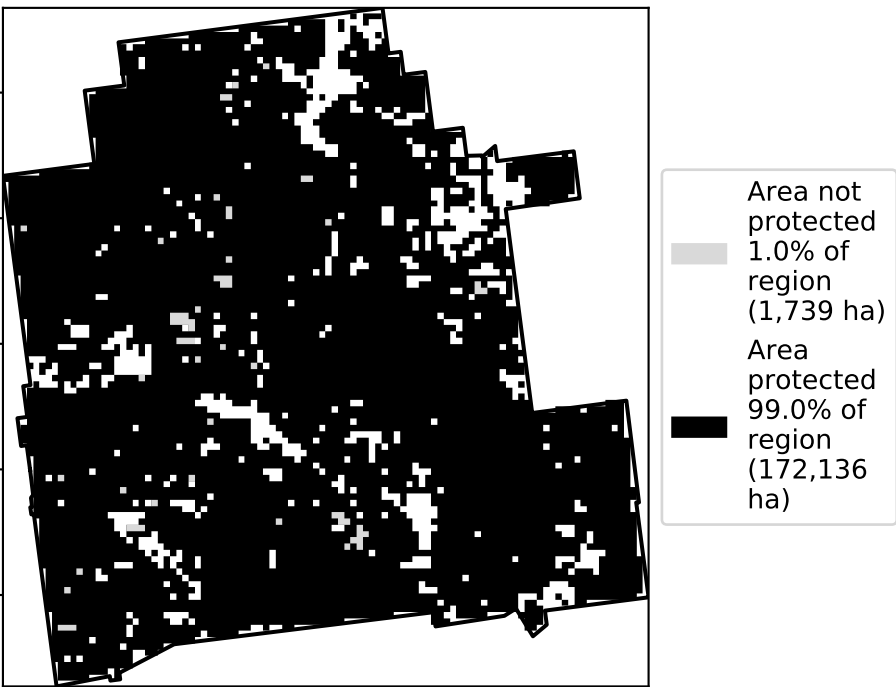 Area not
protected
1.0% of
region
(1,739 ha)
Area
protected
99.0% of
region
(172,136
ha)